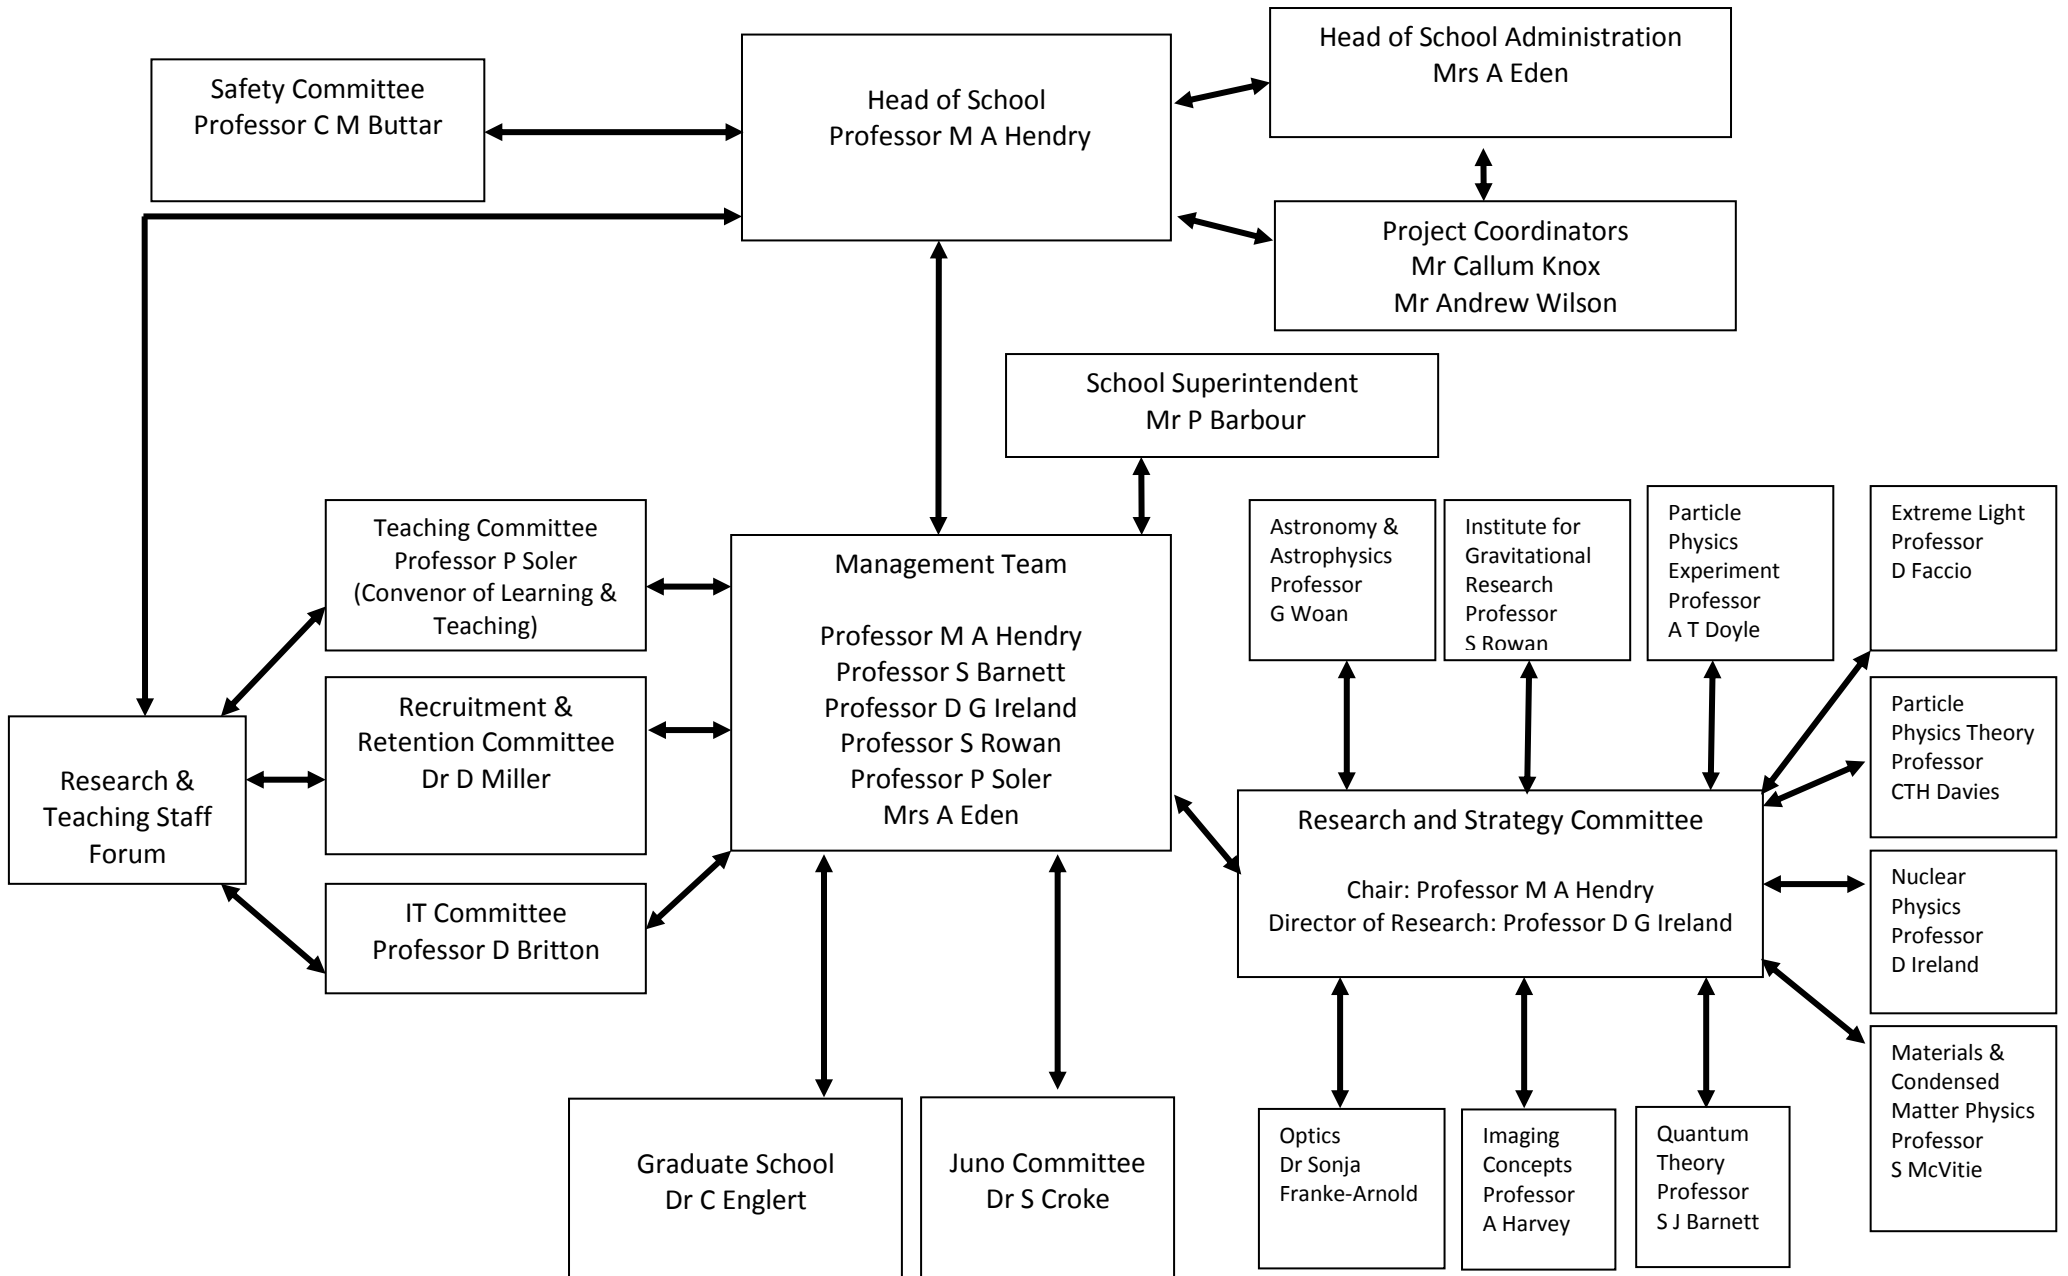 Safety Committee
Professor C M Buttar
Head of School
Professor M A Hendry
Head of School Administration
Mrs A Eden
Project Coordinators
Mr Callum Knox
Mr Andrew Wilson
School Superintendent
Mr P Barbour
Teaching Committee
Professor P Soler
(Convenor of Learning &
Teaching)
Recruitment &
Retention Committee
Dr D Miller
IT Committee
Professor D Britton
Research &
Teaching Staff
Forum
Management Team
Professor M A Hendry
Professor S Barnett
Professor D G Ireland
Professor S Rowan
Professor P Soler
Mrs A Eden
Graduate School
Dr C Englert
Juno Committee
Dr S Croke
Astronomy &
Astrophysics
Professor
G Woan
Institute for
Gravitational
Research
Professor
S Rowan
Particle
Physics
Experiment
Professor
A T Doyle
Extreme Light
Professor
D Faccio
Particle
Physics Theory
Professor
CTH Davies
Research and Strategy Committee
Chair: Professor M A Hendry
Director of Research: Professor D G Ireland
Nuclear
Physics
Professor
D Ireland
Materials &
Condensed
Matter Physics
Professor
S McVitie
Optics
Dr Sonja
Franke-Arnold
Imaging
Concepts
Professor
A Harvey
Quantum
Theory
Professor
S J Barnett